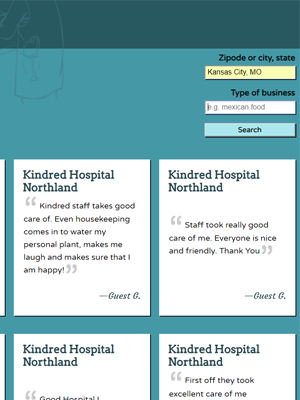 Zipode or city, state
Kansas City, MO
Type of business
e.g. mexican food
Search
Kindred Hospital
Northland
“ Kindred staff takes good
care of. Even housekeeping
comes in to water my
personal plant, makes me
laugh and makes sure that I
am happy! ”
—Guest G.
Kindred Hospital
Northland
“ Staff took really good
care of me. Everyone is nice
and friendly. Thank You ”
—Guest G.
Kindred Hospital
Northland
“ Good Hospital !
Kindred Hospital
Northland
“ First off they took
excellent care of me